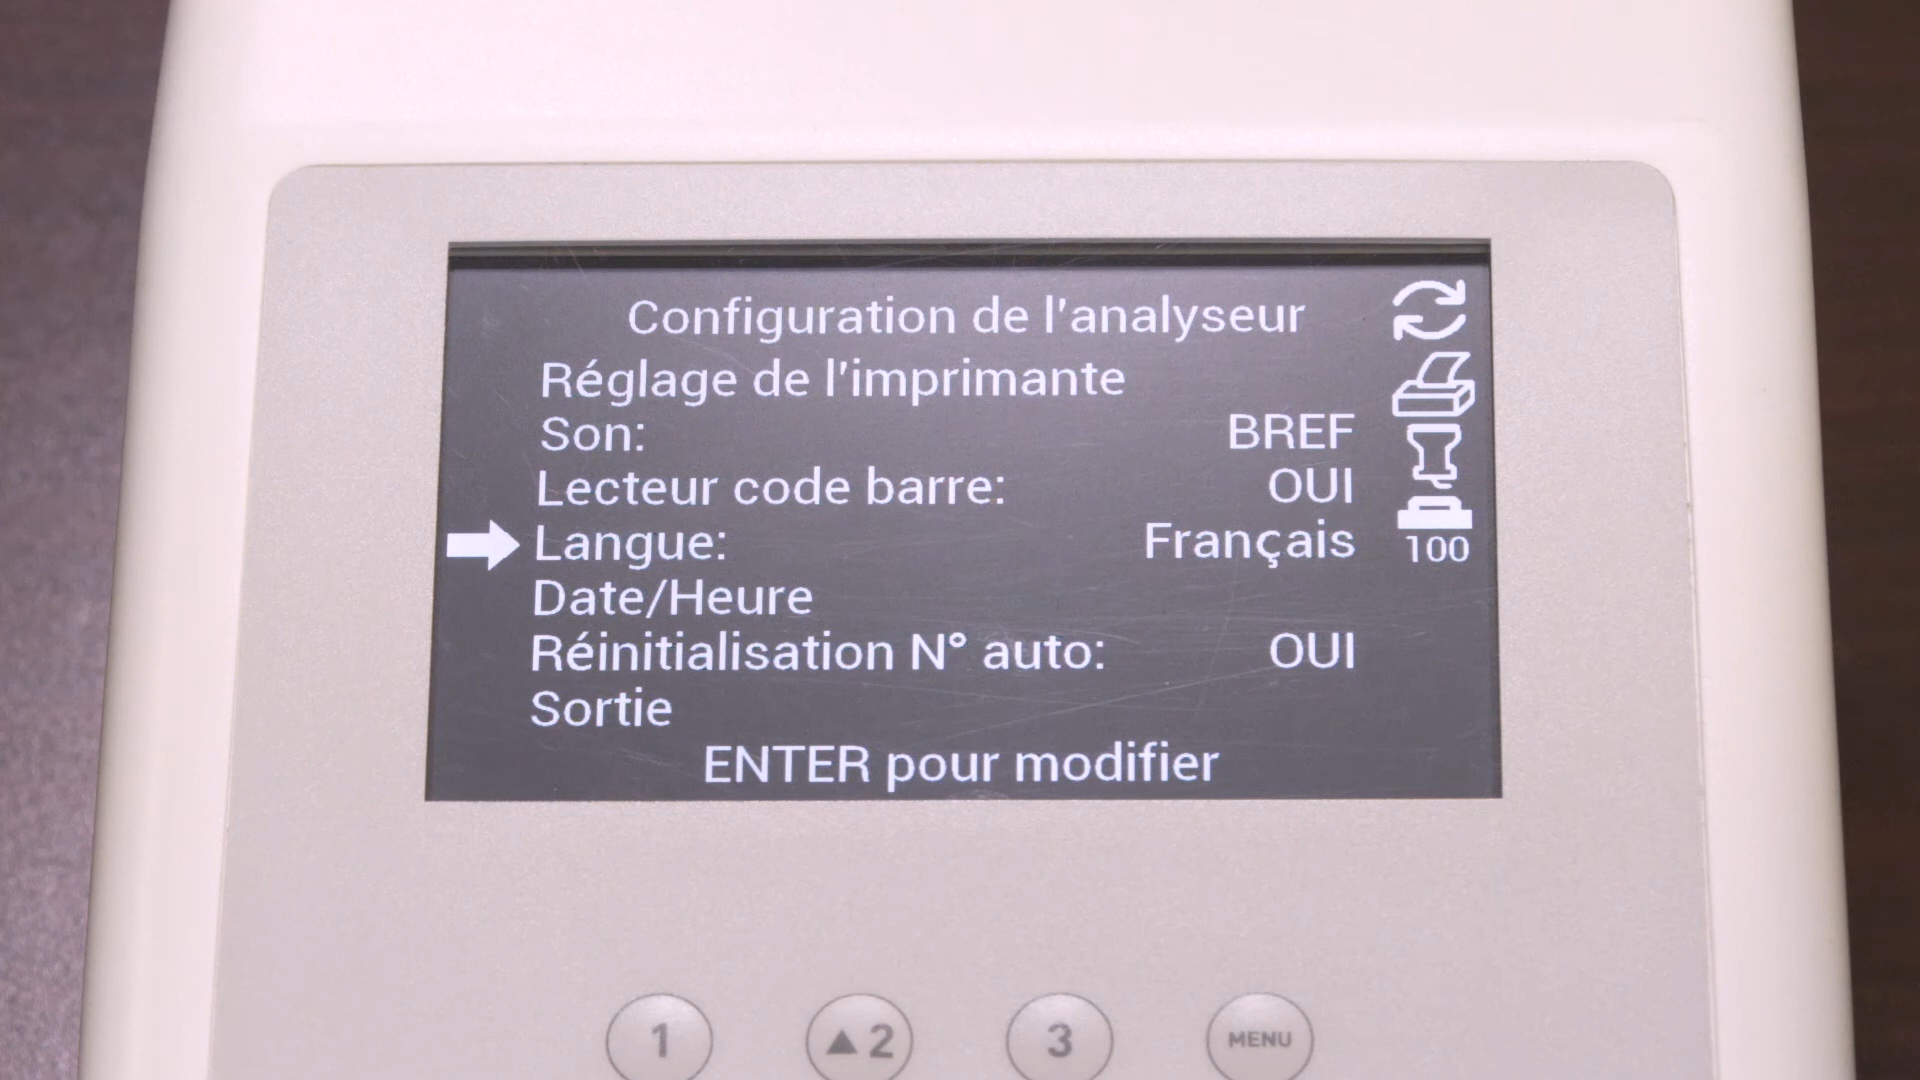 Configuration de l'analyseur
Réglage de l'imprimante
Son: BREF
Lecteur code barre: OUI
Langue: Français
Date/Heure
Réinitialisation N° auto: OUI
Sortie
ENTER pour modifier
100
1 ▲2 3 MENU